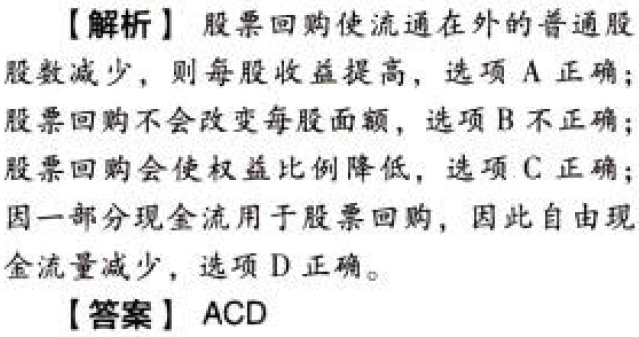 【解析】 股票回购使流通在外的普通股
股数减少，则每股收益提高，选项 A 正确；
股票回购不会改变每股面额，选项 B 不正确；
股票回购会使权益比例降低，选项 C 正确；
因一部分现金流用于股票回购，因此自由现
金流量减少，选项 D 正确。
【答案】 ACD